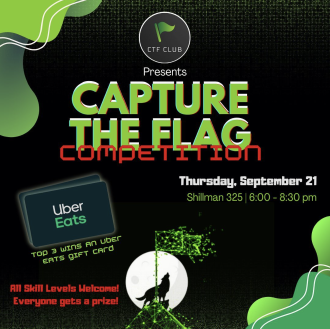 CTF CLUB
Presents
CAPTURE
THE FLAG
COMPETITION
Thursday, September 21
Shillman 325 | 6:00 - 8:30 pm
Uber
Eats
TOP 3 WINS AN UBER
EATS GIFT CARD
All Skill Levels Welcome!
Everyone gets a prize!